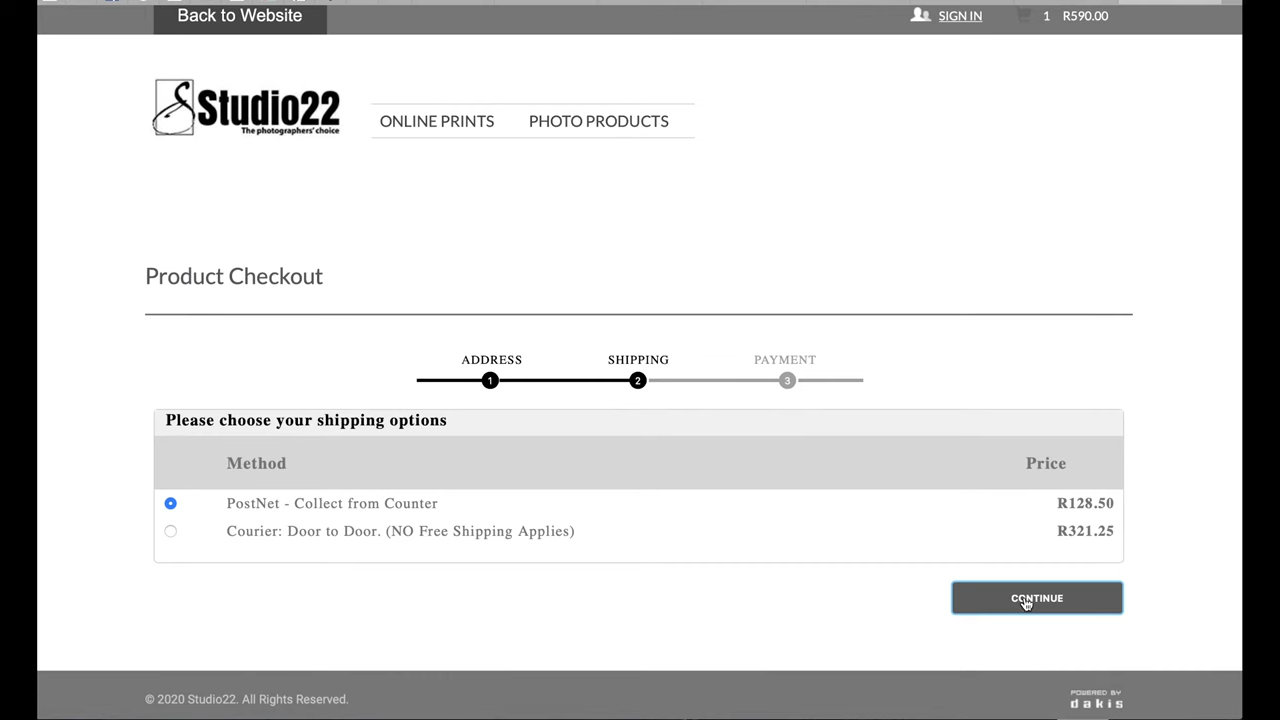 Back to Website
SIGN IN 1 R590.00
Studio22
The photographers' choice
ONLINE PRINTS PHOTO PRODUCTS
Product Checkout
ADDRESS SHIPPING PAYMENT
1 2 3
Please choose your shipping options
Method Price
PostNet - Collect from Counter R128.50
Courier: Door to Door. (NO Free Shipping Applies) R321.25
CONTINUE
© 2020 Studio22. All Rights Reserved.
POWERED BY
dakis